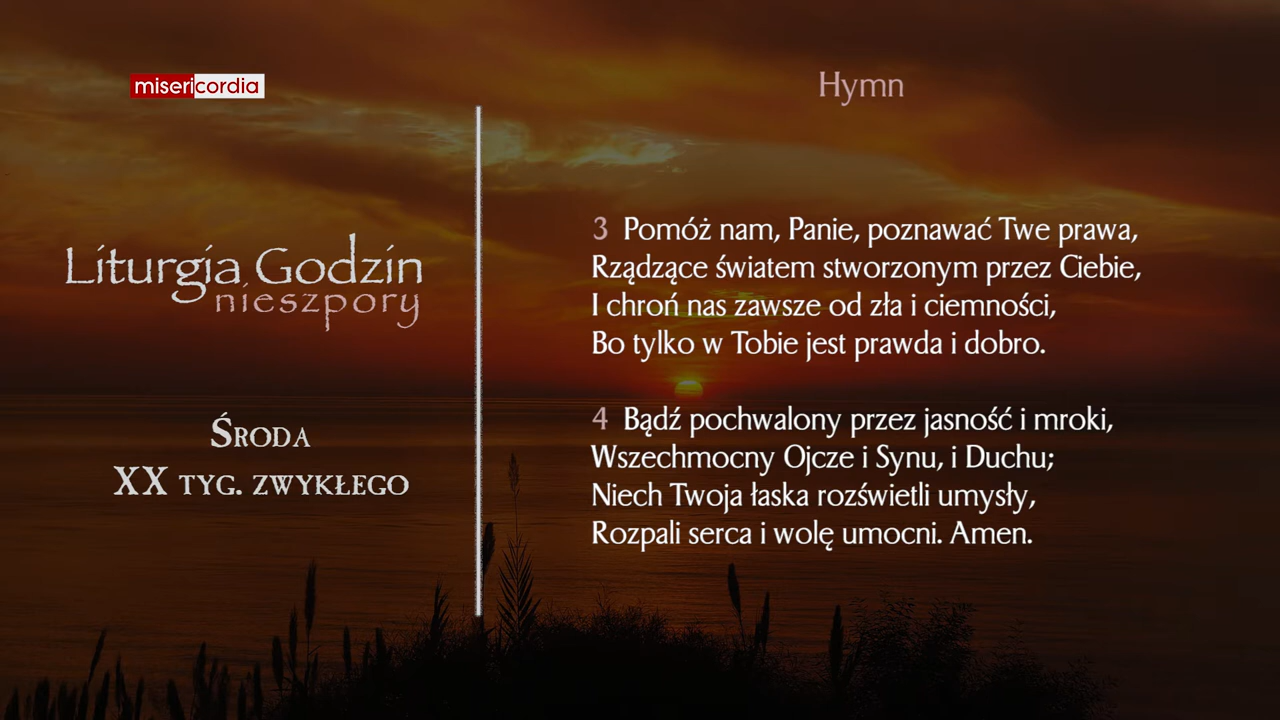 misericordia
Liturgia Godzin
nieszpory
Środa
XX tyg. zwykłego
Hymn
3 Pomóż nam, Panie, poznawać Twe prawa,
Rządzące światem stworzonym przez Ciebie,
I chroń nas zawsze od zła i ciemności,
Bo tylko w Tobie jest prawda i dobro.
4 Bądź pochwalony przez jasność i mroki,
Wszechmocny Ojcze i Synu, i Duchu;
Niech Twoja łaska rozświetli umysły,
Rozpali serca i wolę umocni. Amen.